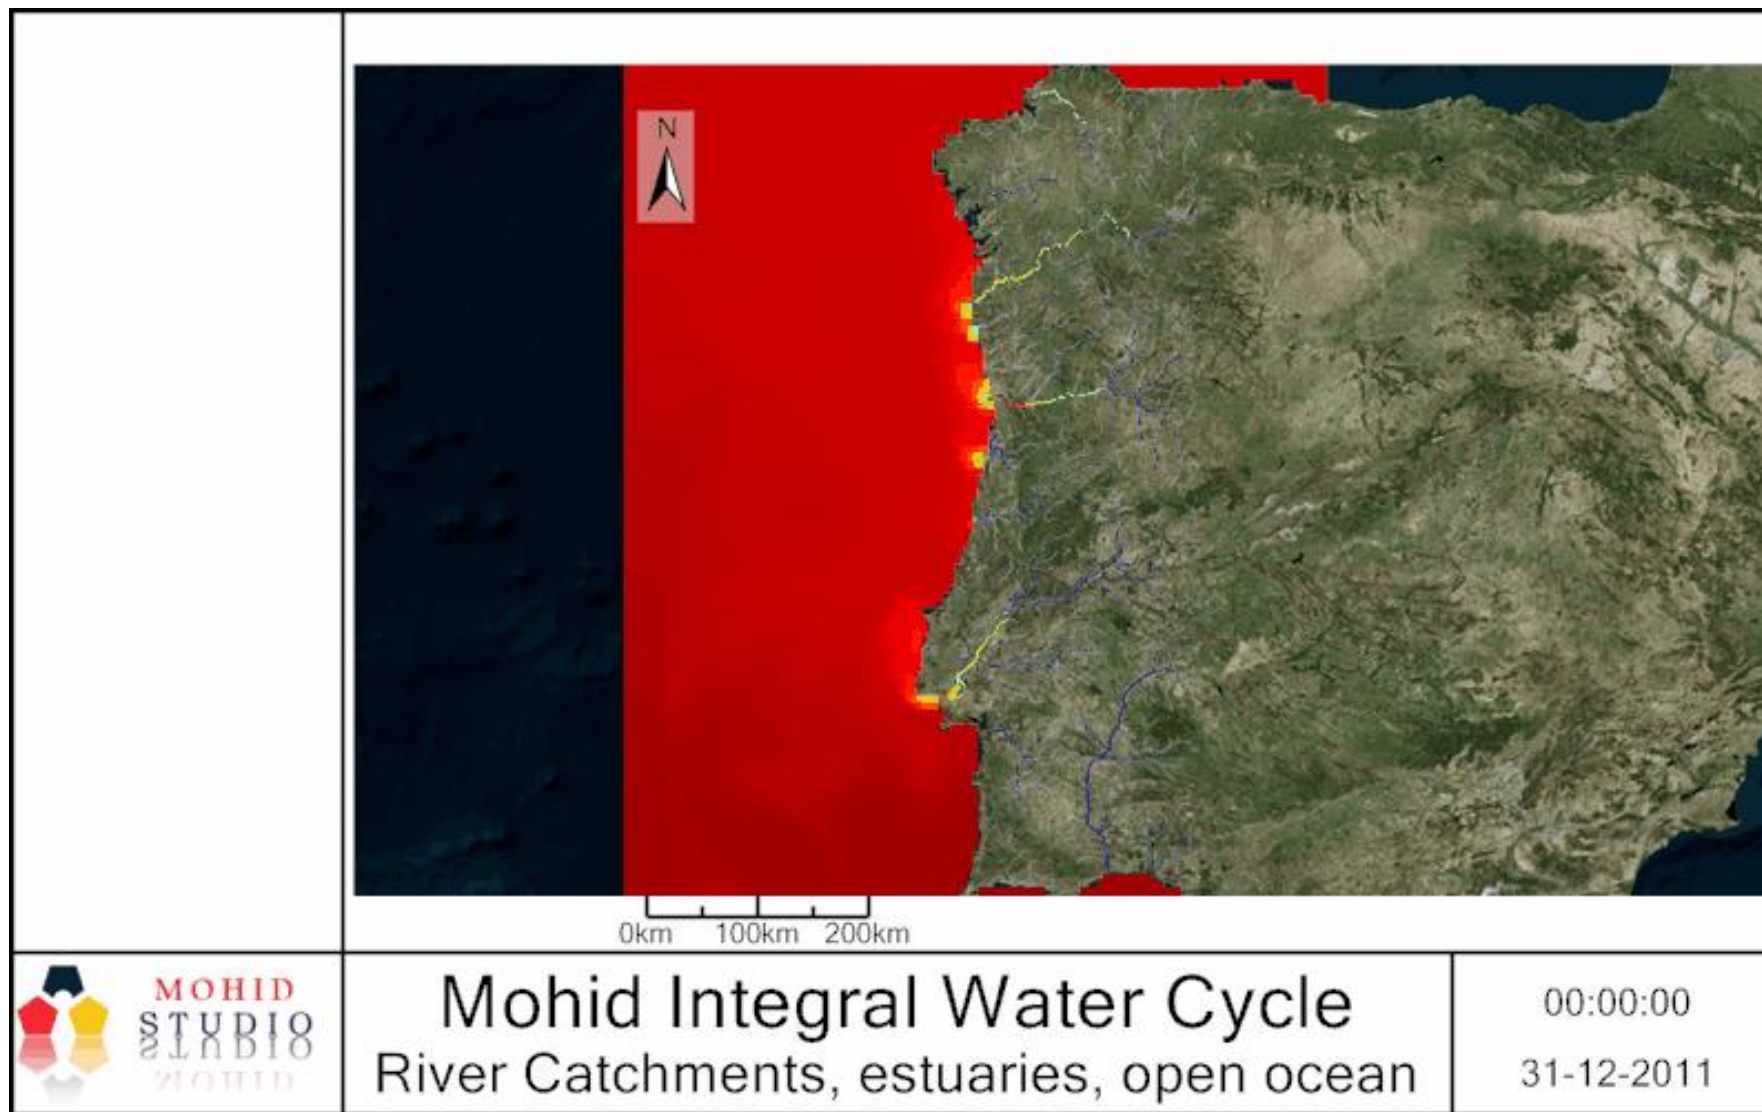 N
0km 100km 200km
MOHID
STUDIO
Mohid Integral Water Cycle
River Catchments, estuaries, open ocean
00:00:00
31-12-2011